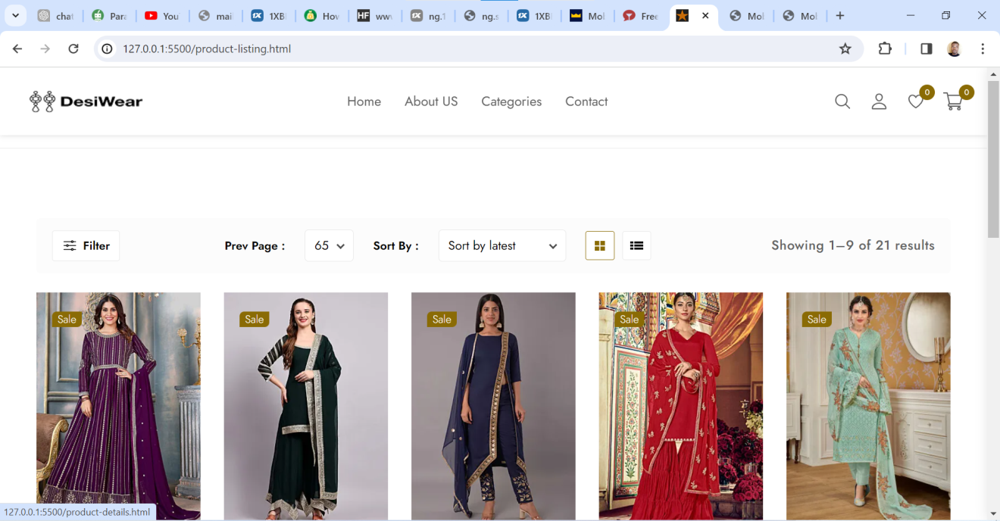 chat
Para
You
mai
1XB
Hov
HF ww
ng.1
ng.s
1XB
Mol
Free
Mol
Mol
127.0.0.1:5500/product-listing.html
DesiWear
Home About US Categories Contact
0 0
Filter Prev Page : 65 Sort By : Sort by latest Showing 1–9 of 21 results
Sale Sale Sale Sale Sale
127.0.0.1:5500/product-details.html